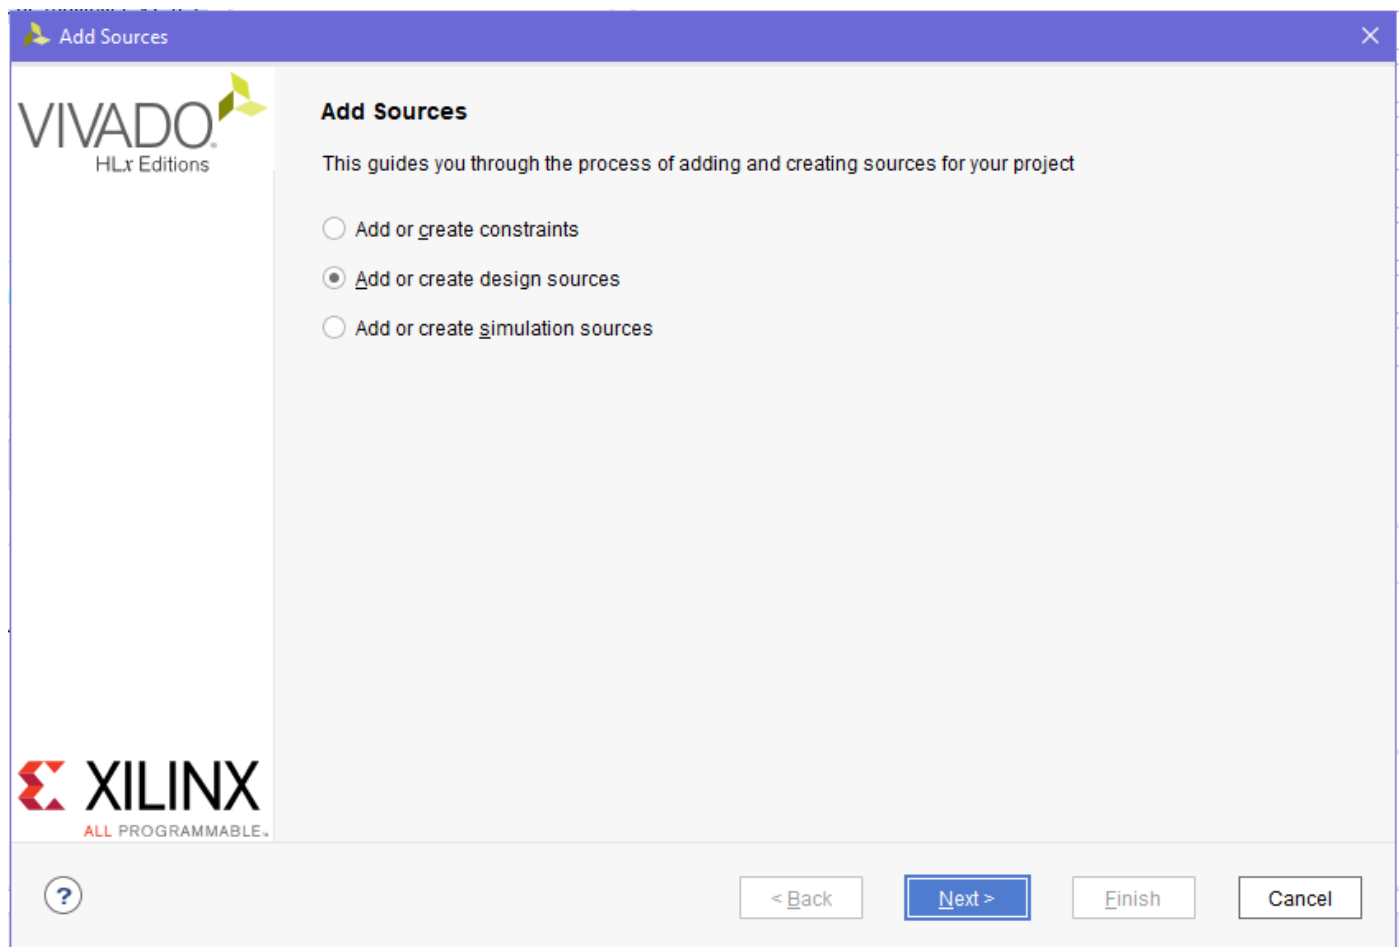 Add Sources
VIVADO
HLx Editions
Add Sources
This guides you through the process of adding and creating sources for your project
Add or create constraints
Add or create design sources
Add or create simulation sources
XILINX
ALL PROGRAMMABLE™
?
< Back
Next >
Finish
Cancel